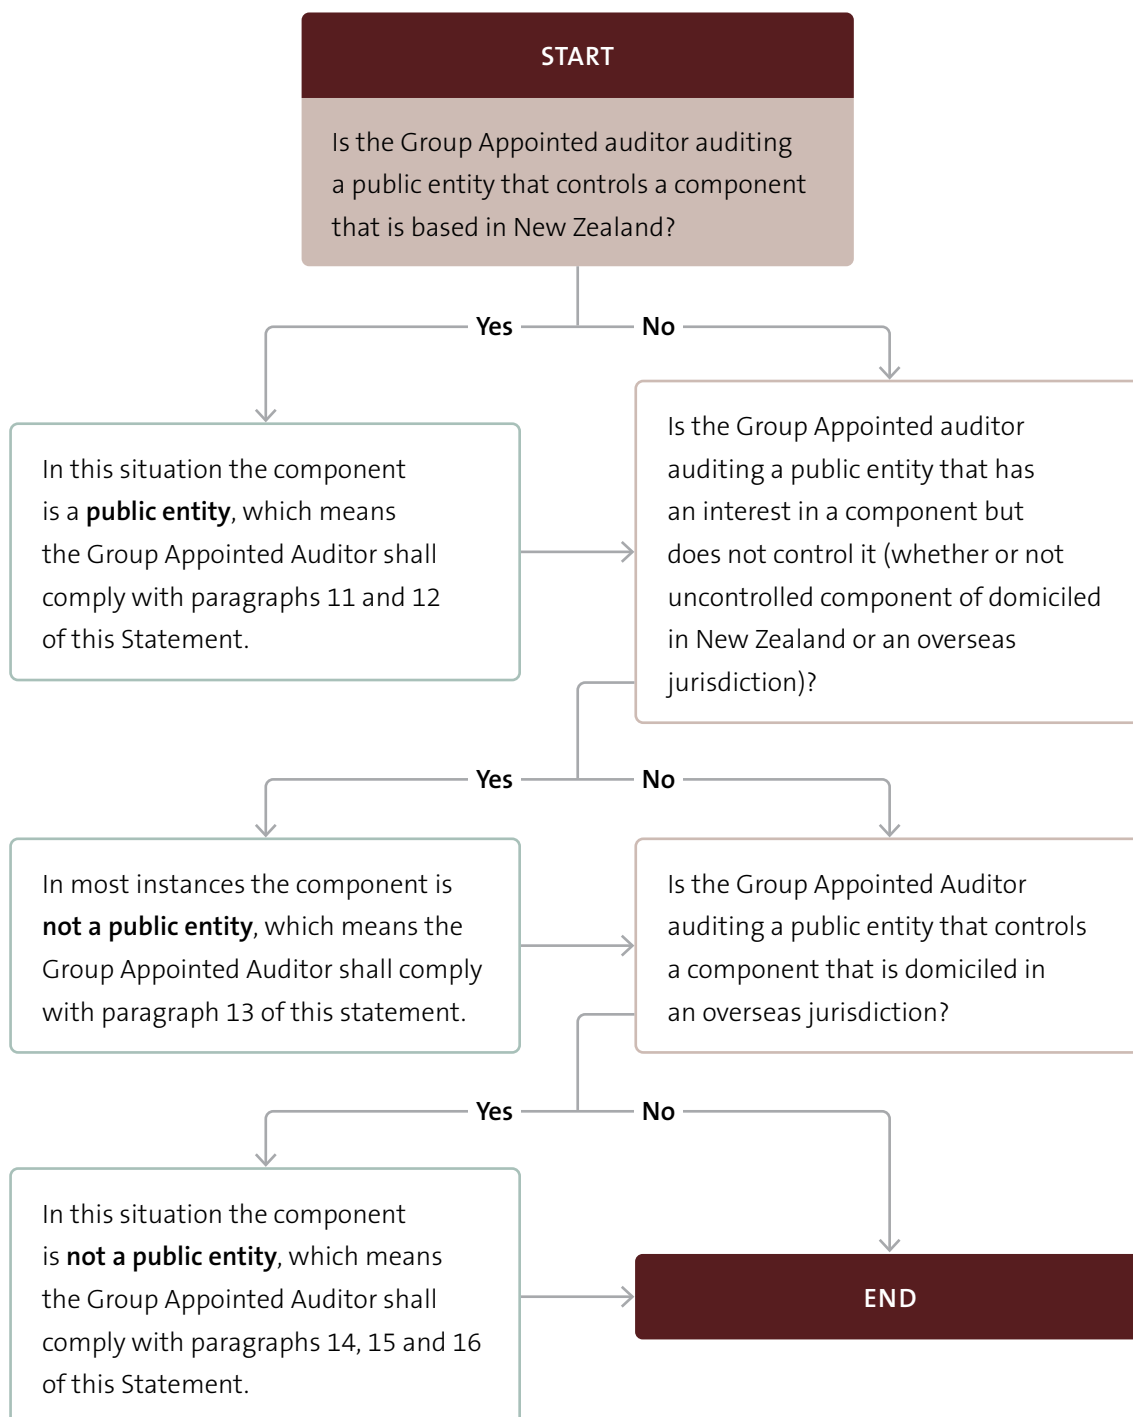 START
Is the Group Appointed auditor auditing
a public entity that controls a component
that is based in New Zealand?
Yes
No
In this situation the component
is a public entity, which means
the Group Appointed Auditor shall
comply with paragraphs 11 and 12
of this Statement.
Is the Group Appointed auditor
auditing a public entity that has
an interest in a component but
does not control it (whether or not
uncontrolled component of domiciled
in New Zealand or an overseas
jurisdiction)?
Yes
No
In most instances the component is
not a public entity, which means the
Group Appointed Auditor shall comply
with paragraph 13 of this statement.
Is the Group Appointed Auditor
auditing a public entity that controls
a component that is domiciled in
an overseas jurisdiction?
Yes
No
In this situation the component
is not a public entity, which means
the Group Appointed Auditor shall
comply with paragraphs 14, 15 and 16
of this Statement.
END